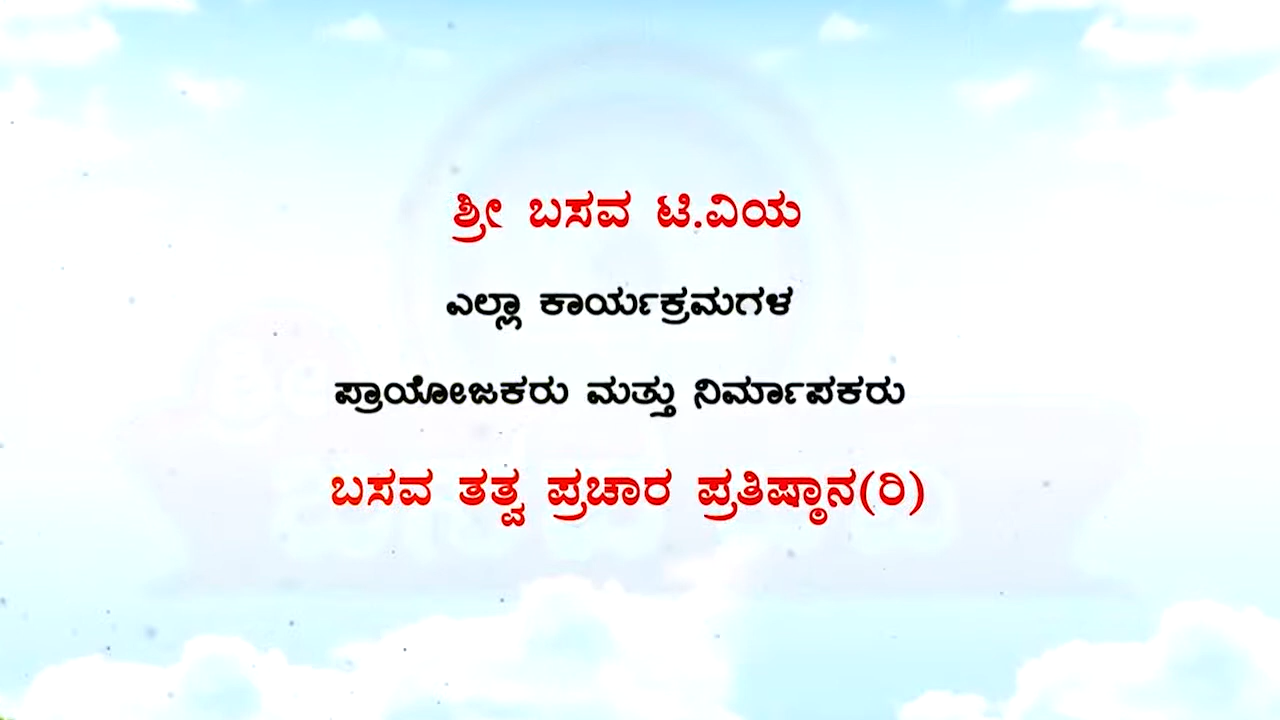 ಶ್ರೀ ಬಸವ ಟಿ.ವಿಯ
ಎಲ್ಲಾ ಕಾರ್ಯಕ್ರಮಗಳ
ಪ್ರಾಯೋಜಕರು ಮತ್ತು ನಿರ್ಮಾಪಕರು
ಬಸವ ತತ್ವ ಪ್ರಚಾರ ಪ್ರತಿಷ್ಠಾನ(ರಿ)